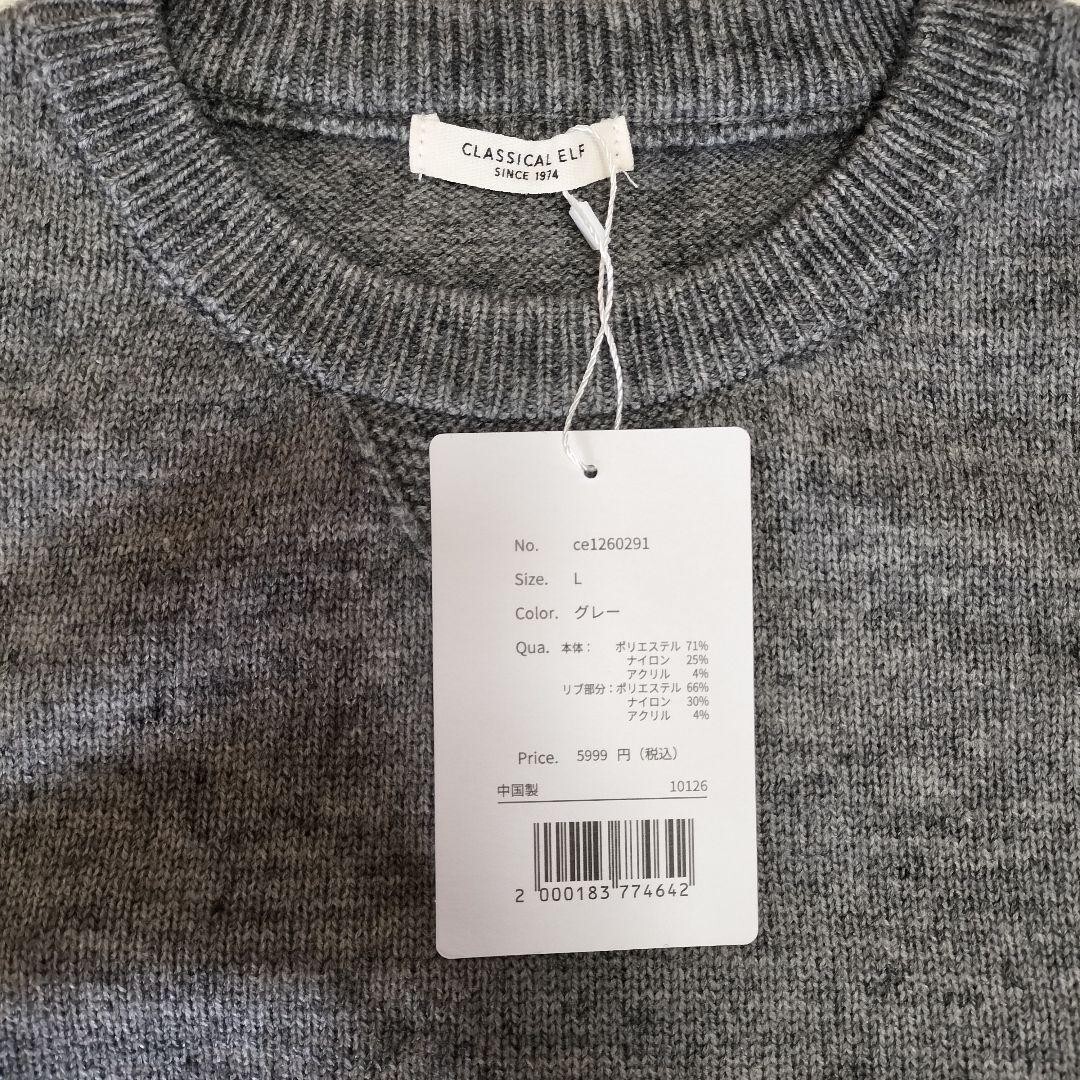 CLASSICAL ELF
SINCE 1974
No. ce1260291
Size. L
Color. グレー
Qua. 本体： ポリエステル 71%
ナイロン 25%
アクリル 4%
リブ部分：ポリエステル 66%
ナイロン 30%
アクリル 4%
Price. 5999 円（税込）
中国製 10126
2 000183 774642